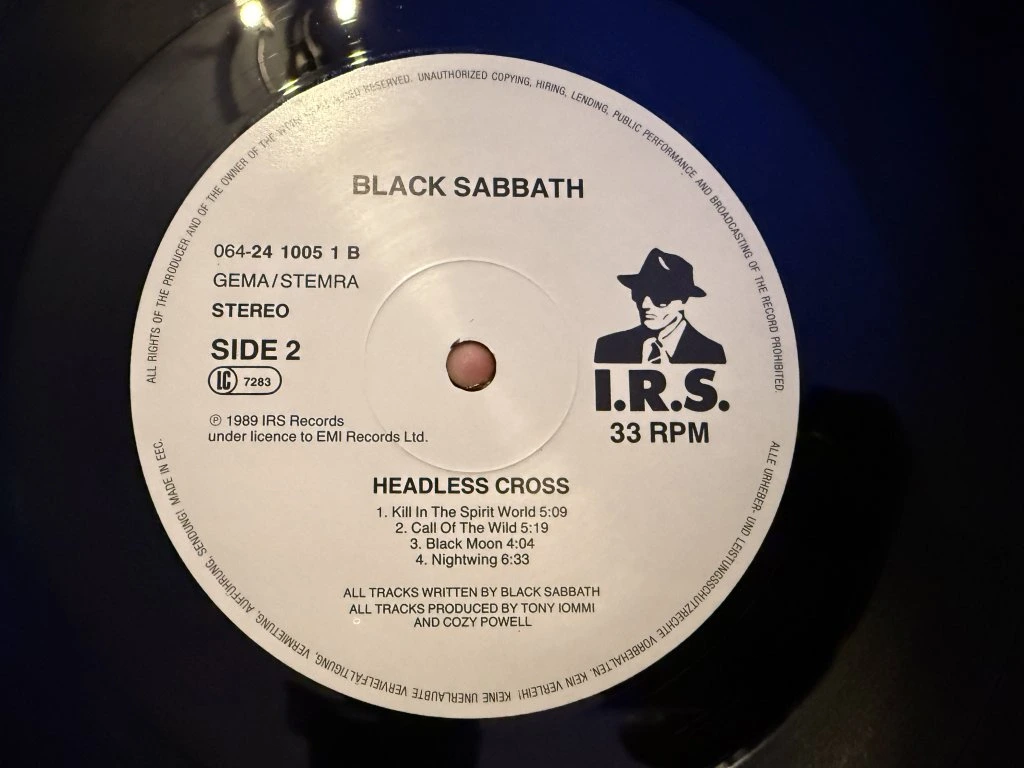 ALL RIGHTS OF THE PRODUCER AND OF THE OWNER OF THE RESERVED. UNAUTHORIZED COPYING, HIRING, LENDING, PUBLIC PERFORMANCE AND BROADCASTING OF THE RECORD PROHIBITED.
BLACK SABBATH
064-24 1005 1 B
GEMA/STEMRA
STEREO
SIDE 2
LC 7283
I.R.S.
33 RPM
℗ 1989 IRS Records
under licence to EMI Records Ltd.
HEADLESS CROSS
1. Kill In The Spirit World 5:09
2. Call Of The Wild 5:19
3. Black Moon 4:04
4. Nightwing 6:33
ALL TRACKS WRITTEN BY BLACK SABBATH
ALL TRACKS PRODUCED BY TONY IOMMI
AND COZY POWELL
ALLE URHEBER- UND LEISTUNGSSCHUTZRECHTE VORBEHALTEN. KEIN VERLEIH! KEINE UNERLAUBTE VERVIELFÄLTIGUNG, VERMIETUNG, AUFFÜHRUNG, SENDUNG! MADE IN EEC.